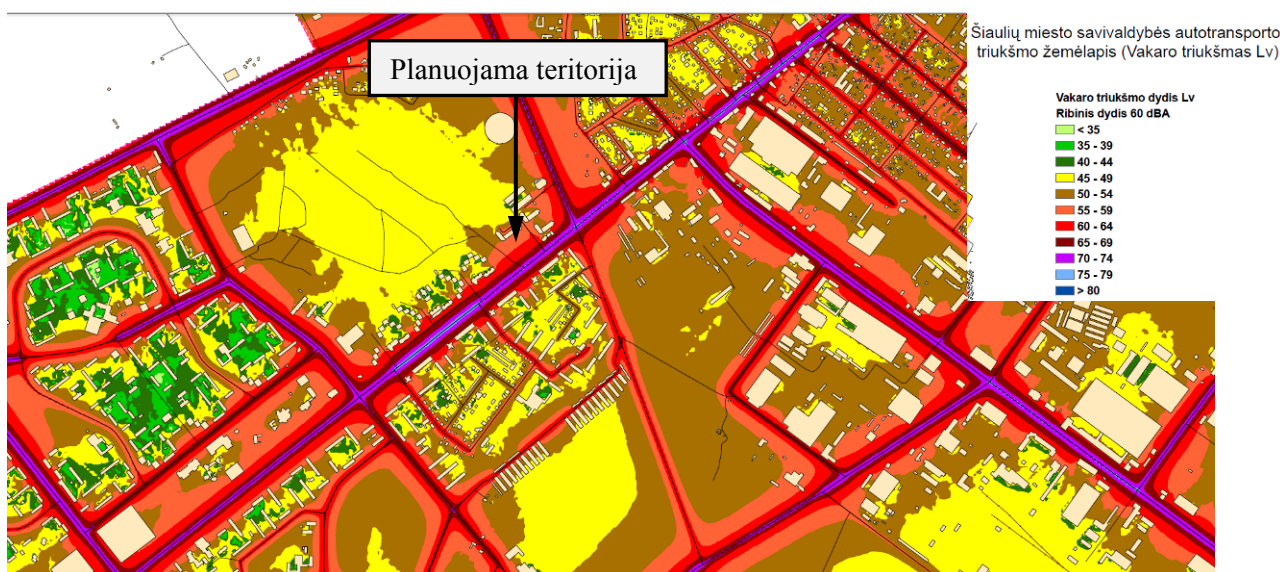 Planuojama teritorija
Šiaulių miesto savivaldybės autotransporto
triukšmo žemėlapis (Vakaro triukšmas Lv)
Vakaro triukšmo dydis Lv
Ribinis dydis 60 dBA
< 35
35 - 39
40 - 44
45 - 49
50 - 54
55 - 59
60 - 64
65 - 69
70 - 74
75 - 79
> 80